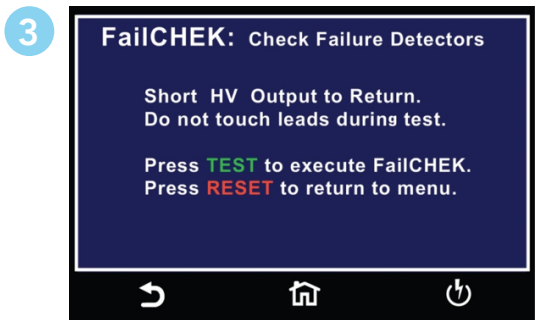 3
FailCHEK: Check Failure Detectors
Short HV Output to Return.
Do not touch leads during test.
Press TEST to execute FailCHEK.
Press RESET to return to menu.